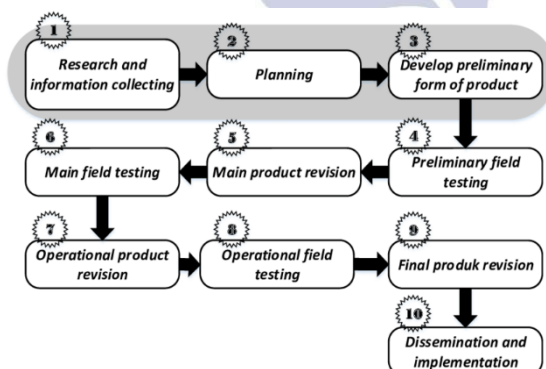 1
Research and
information collecting
2
Planning
3
Develop preliminary
form of product
4
Preliminary field
testing
5
Main product revision
6
Main field testing
7
Operational product
revision
8
Operational field
testing
9
Final produk revision
10
Dissemination and
implementation